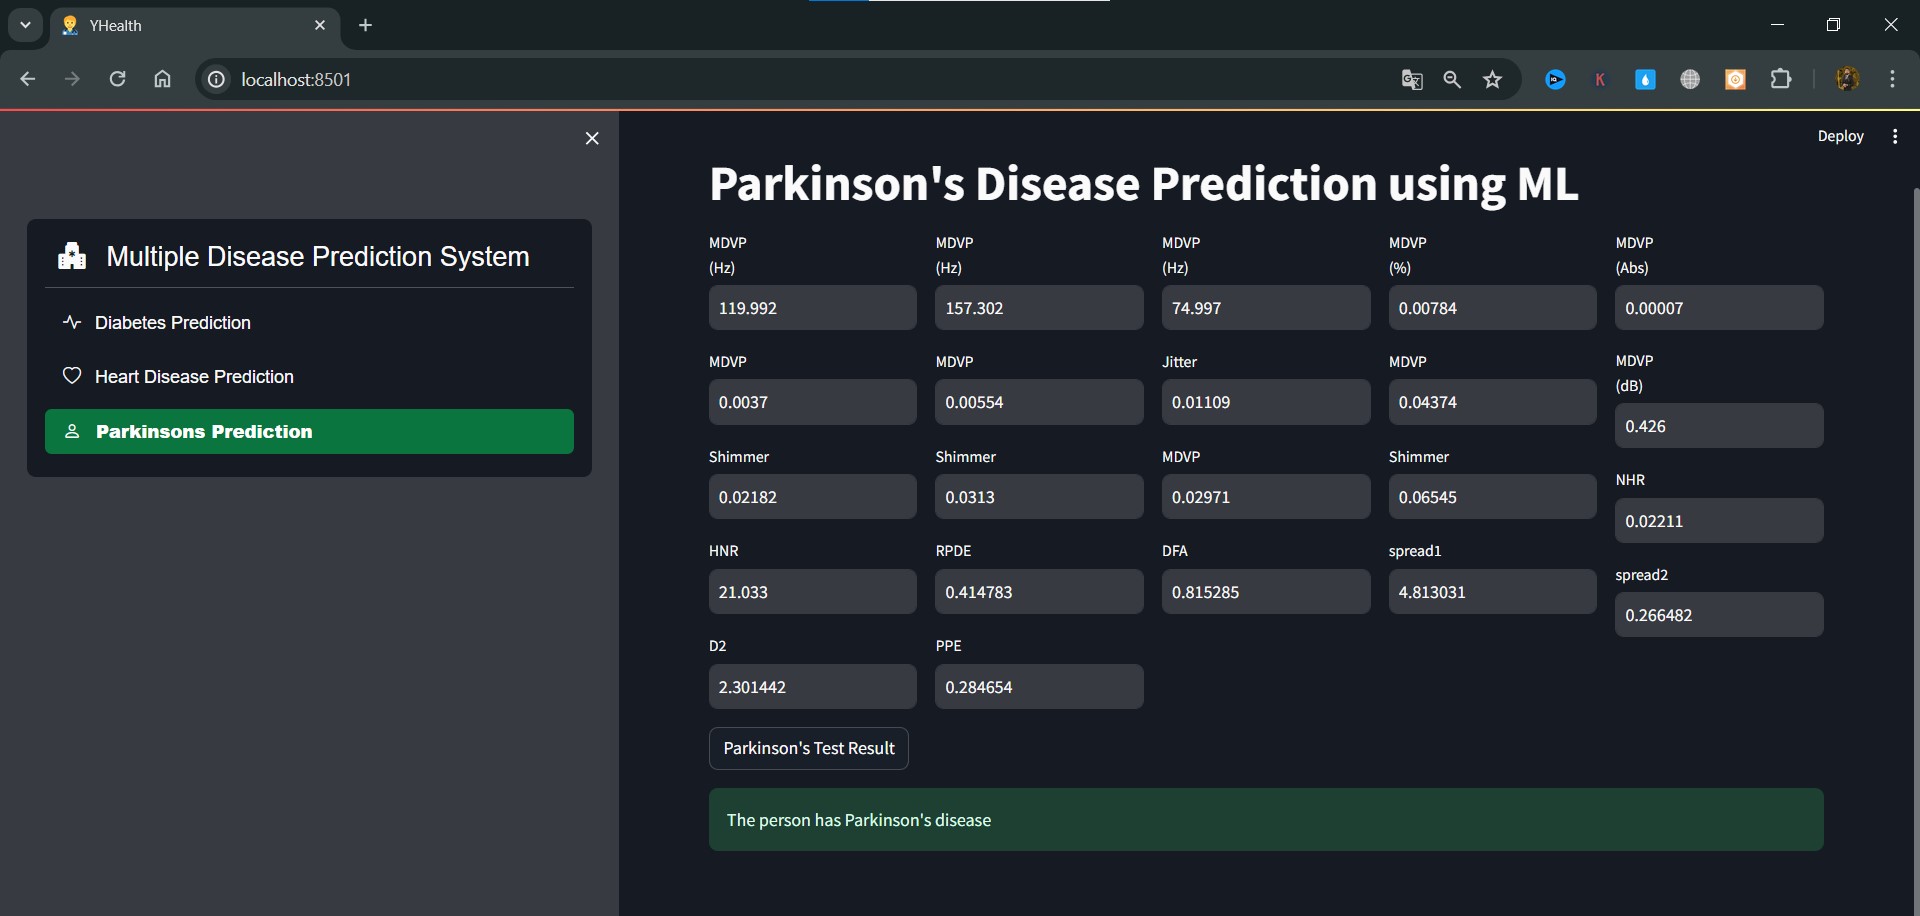 YHealth
localhost:8501
Deploy
Multiple Disease Prediction System
Diabetes Prediction
Heart Disease Prediction
Parkinsons Prediction
Parkinson's Disease Prediction using ML
MDVP
(Hz)
119.992
MDVP
(Hz)
157.302
MDVP
(Hz)
74.997
MDVP
(%)
0.00784
MDVP
(Abs)
0.00007
MDVP
0.0037
MDVP
0.00554
Jitter
0.01109
MDVP
0.04374
MDVP
(dB)
0.426
Shimmer
0.02182
Shimmer
0.0313
MDVP
0.02971
Shimmer
0.06545
NHR
0.02211
HNR
21.033
RPDE
0.414783
DFA
0.815285
spread1
4.813031
spread2
0.266482
D2
2.301442
PPE
0.284654
Parkinson's Test Result
The person has Parkinson's disease